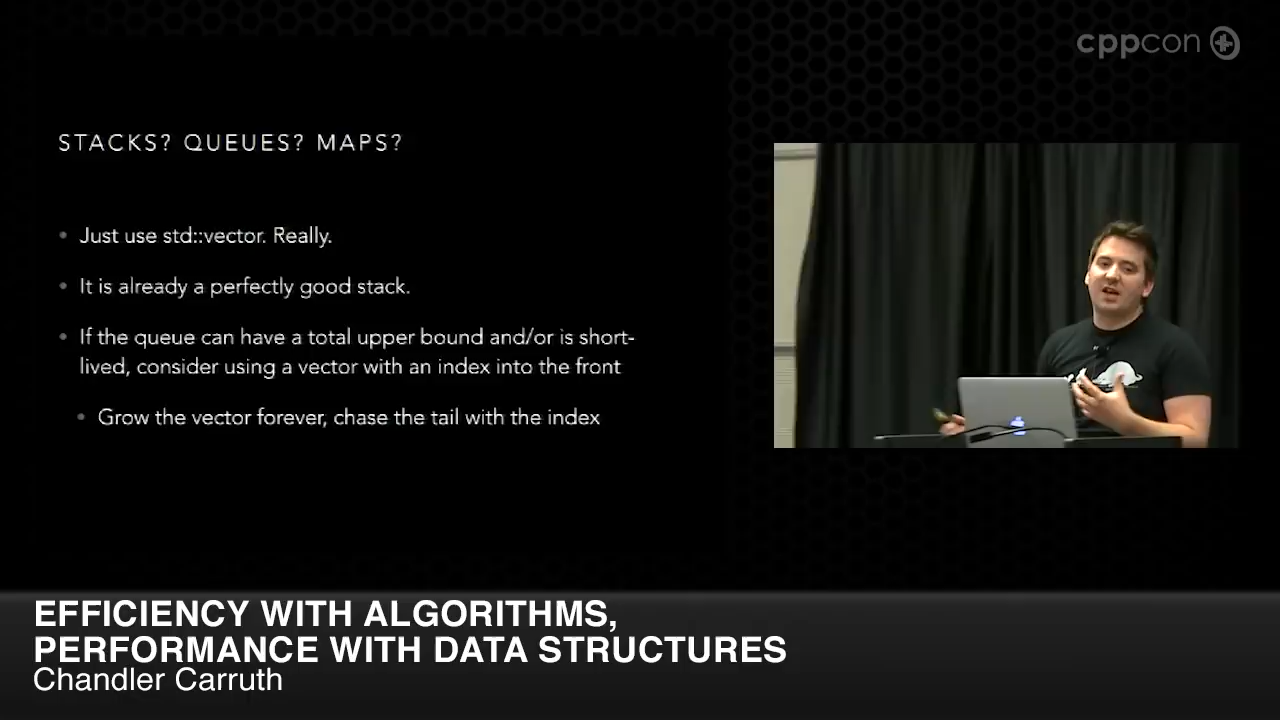 cppcon
STACKS? QUEUES? MAPS?
• Just use std::vector. Really.
• It is already a perfectly good stack.
• If the queue can have a total upper bound and/or is short-
lived, consider using a vector with an index into the front
• Grow the vector forever, chase the tail with the index
EFFICIENCY WITH ALGORITHMS,
PERFORMANCE WITH DATA STRUCTURES
Chandler Carruth